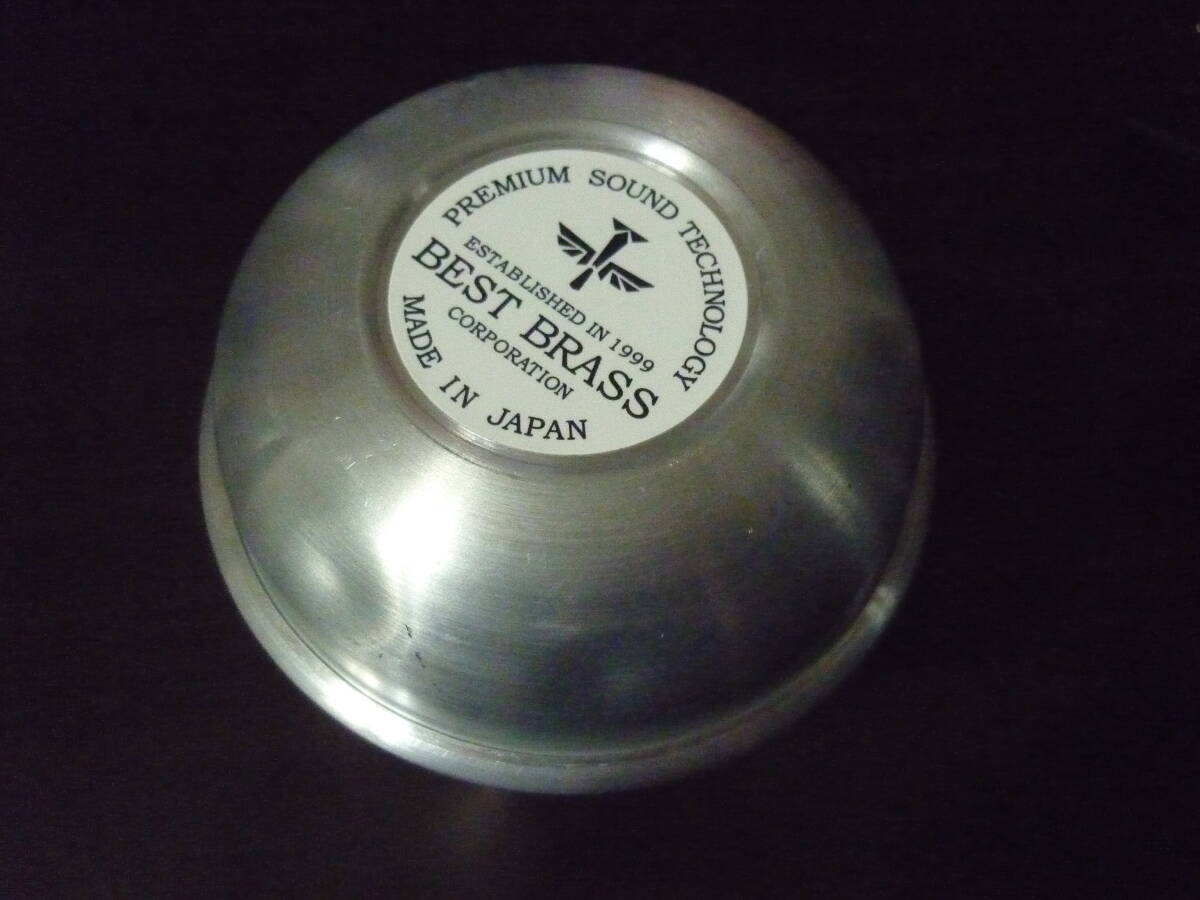 PREMIUM SOUND TECHNOLOGY
ESTABLISHED IN 1999
BEST BRASS
CORPORATION
MADE IN JAPAN